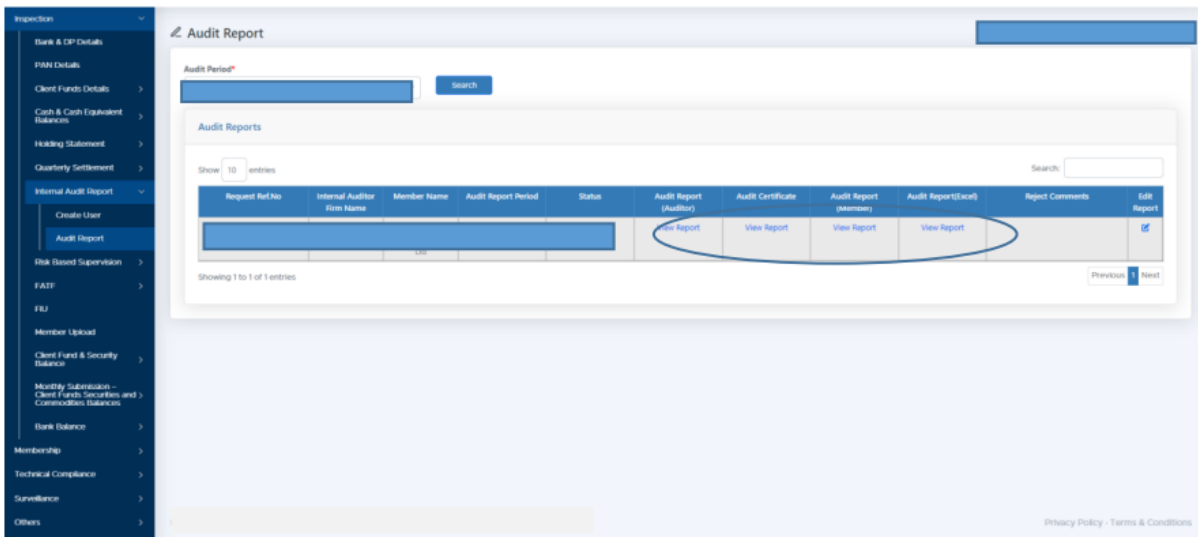 Inspection
Bank & DP Details
PAN Details
Client Funds Details
Cash & Cash Equivalent
Balances
Holding Statement
Quarterly Settlement
Internal Audit Report
Create User
Audit Report
Risk Based Supervision
FATF
FIU
Member Upload
Client Fund & Security
Balance
Monthly Submission –
Client Funds Securities and
Commodities Balances
Bank Balance
Membership
Technical Compliance
Surveillance
Others
Audit Report
Audit Period*
Search
Audit Reports
Show 10 entries
Search:
Request Ref.No Internal Auditor Member Name Audit Report Period Status Audit Report Audit Certificate Audit Report Audit Report(Excel) Reject Comments Edit
Firm Name (Auditor) (Member) Report
View Report View Report View Report View Report
Ltd
Showing 1 to 1 of 1 entries
Previous 1 Next
Privacy Policy - Terms & Conditions